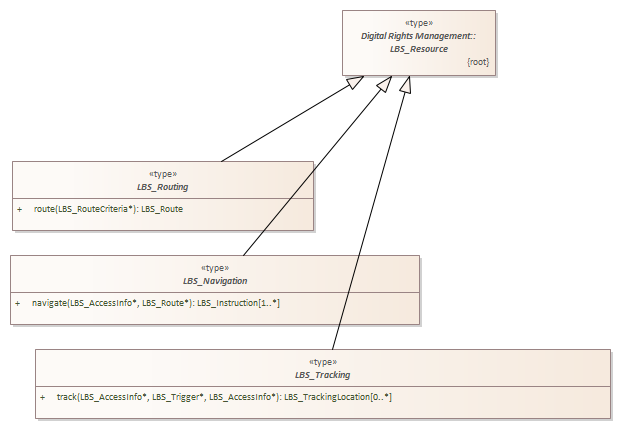 «type»
Digital Rights Management::
LBS_Resource
{root}
«type»
LBS_Routing
+ route(LBS_RouteCriteria*): LBS_Route
«type»
LBS_Navigation
+ navigate(LBS_AccessInfo*, LBS_Route*): LBS_Instruction[1..*]
«type»
LBS_Tracking
+ track(LBS_AccessInfo*, LBS_Trigger*, LBS_AccessInfo*): LBS_TrackingLocation[0..*]